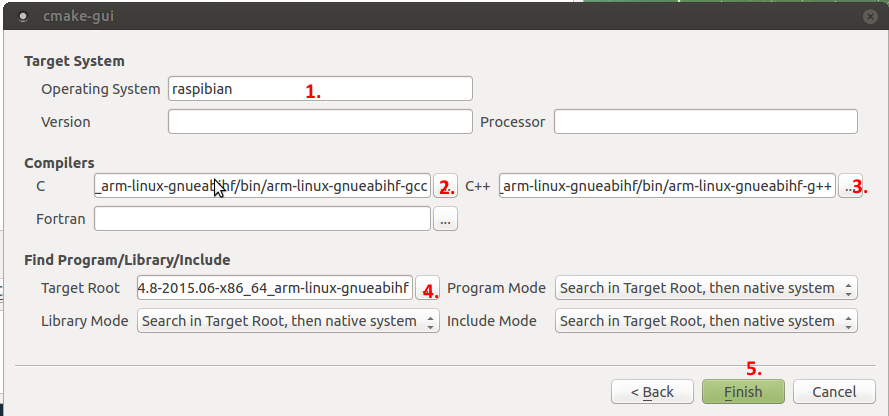 cmake-gui
Target System
Operating System raspibian 1.
Version Processor
Compilers
C _arm-linux-gnueabihf/bin/arm-linux-gnueabihf-gcc 2. C++ _arm-linux-gnueabihf/bin/arm-linux-gnueabihf-g++ ... 3.
Fortran ...
Find Program/Library/Include
Target Root 4.8-2015.06-x86_64_arm-linux-gnueabihf 4. Program Mode Search in Target Root, then native system
Library Mode Search in Target Root, then native system Include Mode Search in Target Root, then native system
5.
< Back Finish Cancel